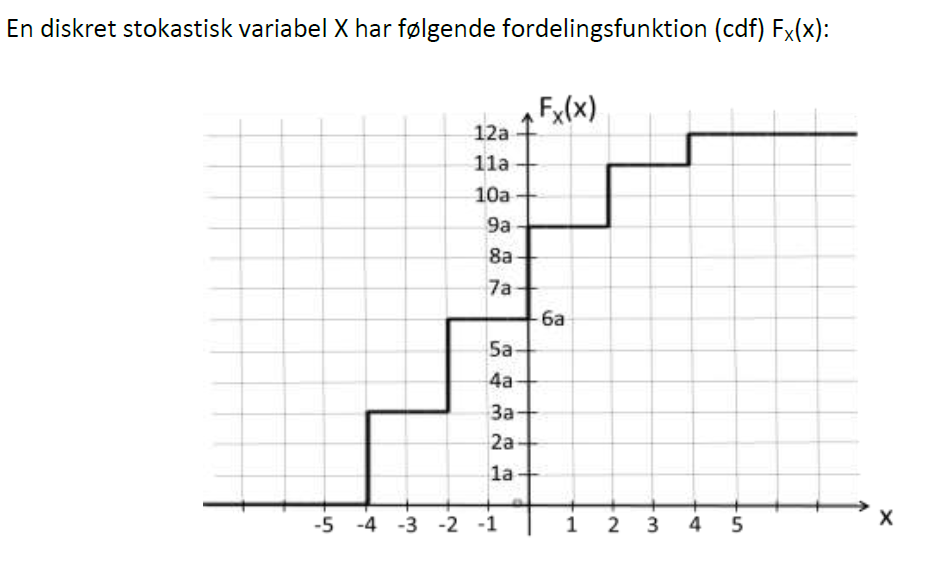 En diskret stokastisk variabel X har følgende fordelingsfunktion (cdf) Fx(x):
Fx(x)
12a
11a
10a
9a
8a
7a
6a
5a
4a
3a
2a
1a
-5 -4 -3 -2 -1 1 2 3 4 5
X